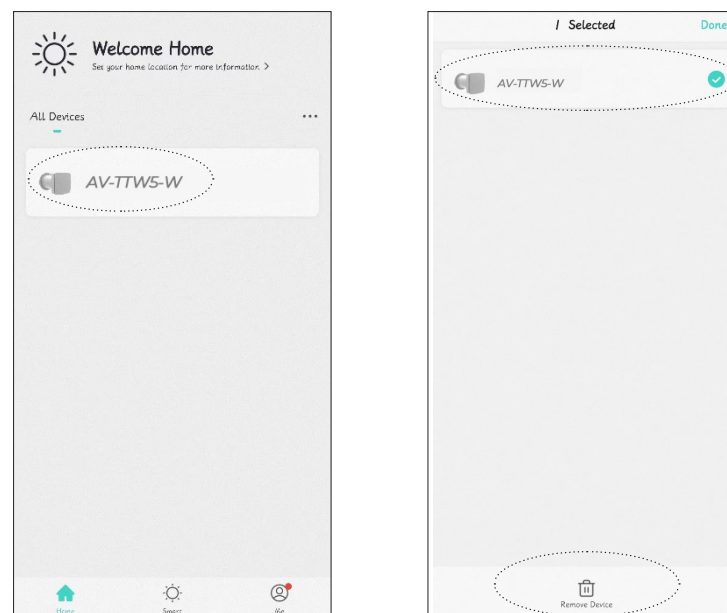 Welcome Home
Set your home location for more information >
All Devices
...
AV-TTW5-W
Home
Smart
Me
1 Selected
Done
AV-TTW5-W
Remove Device